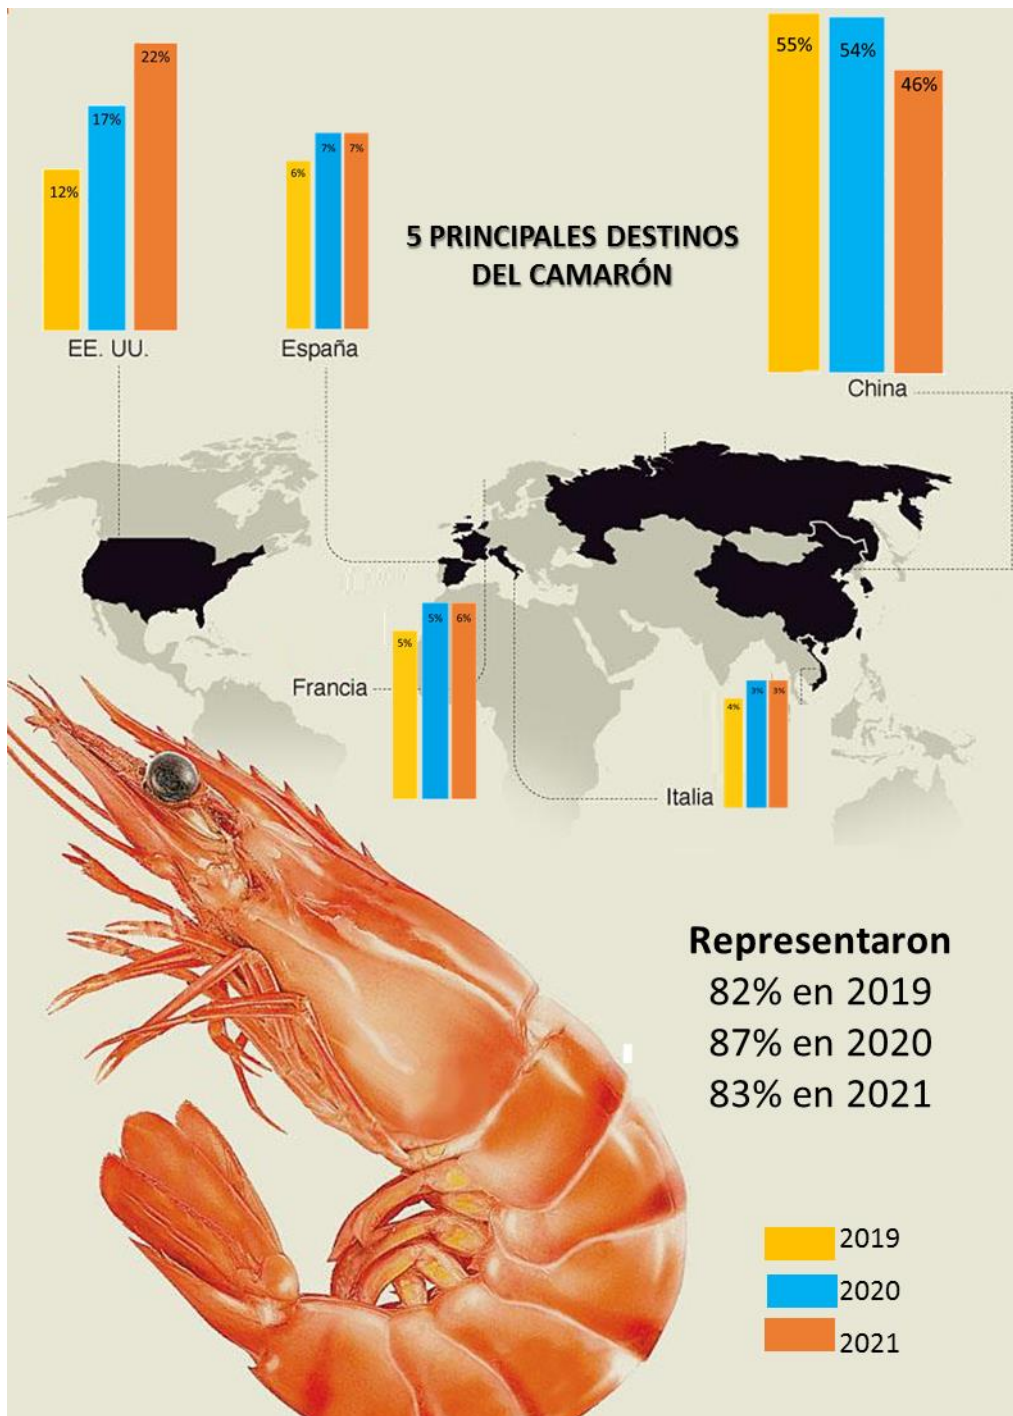 22%
17%
12%
EE. UU.
6%
7%
7%
España
5 PRINCIPALES DESTINOS
DEL CAMARÓN
55%
54%
46%
China
5%
5%
6%
Francia
4%
3%
3%
Italia
Representaron
82% en 2019
87% en 2020
83% en 2021
2019
2020
2021